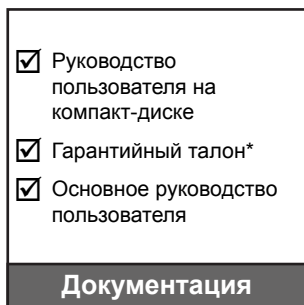 Руководство
пользователя на
компакт-диске
Гарантийный талон*
Основное руководство
пользователя
Документация